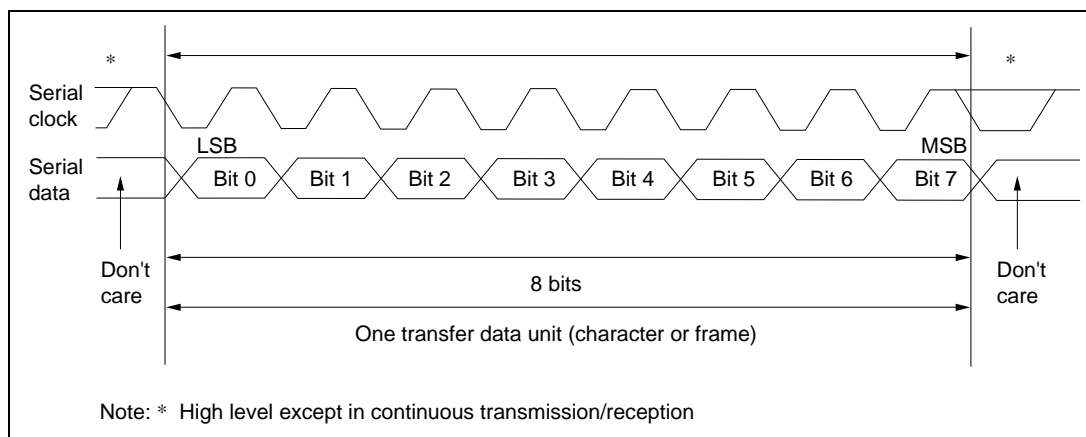 *
*
Serial
clock
LSB
MSB
Serial
data
Bit 0
Bit 1
Bit 2
Bit 3
Bit 4
Bit 5
Bit 6
Bit 7
Don't
care
Don't
care
8 bits
One transfer data unit (character or frame)
Note: * High level except in continuous transmission/reception